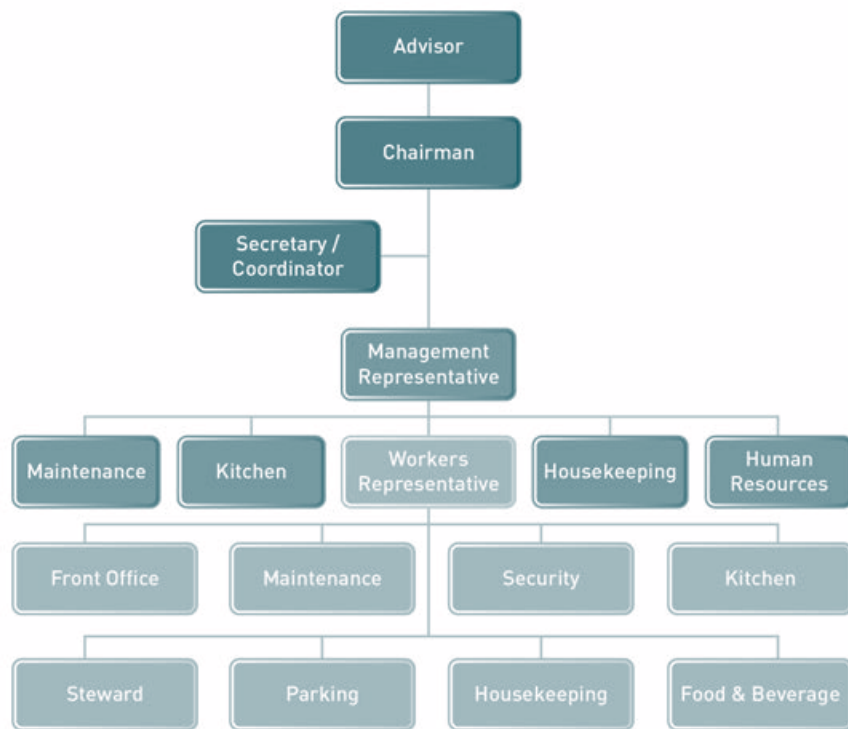 Advisor
Chairman
Secretary /
Coordinator
Management
Representative
Maintenance
Kitchen
Workers
Representative
Housekeeping
Human
Resources
Front Office
Maintenance
Security
Kitchen
Steward
Parking
Housekeeping
Food & Beverage